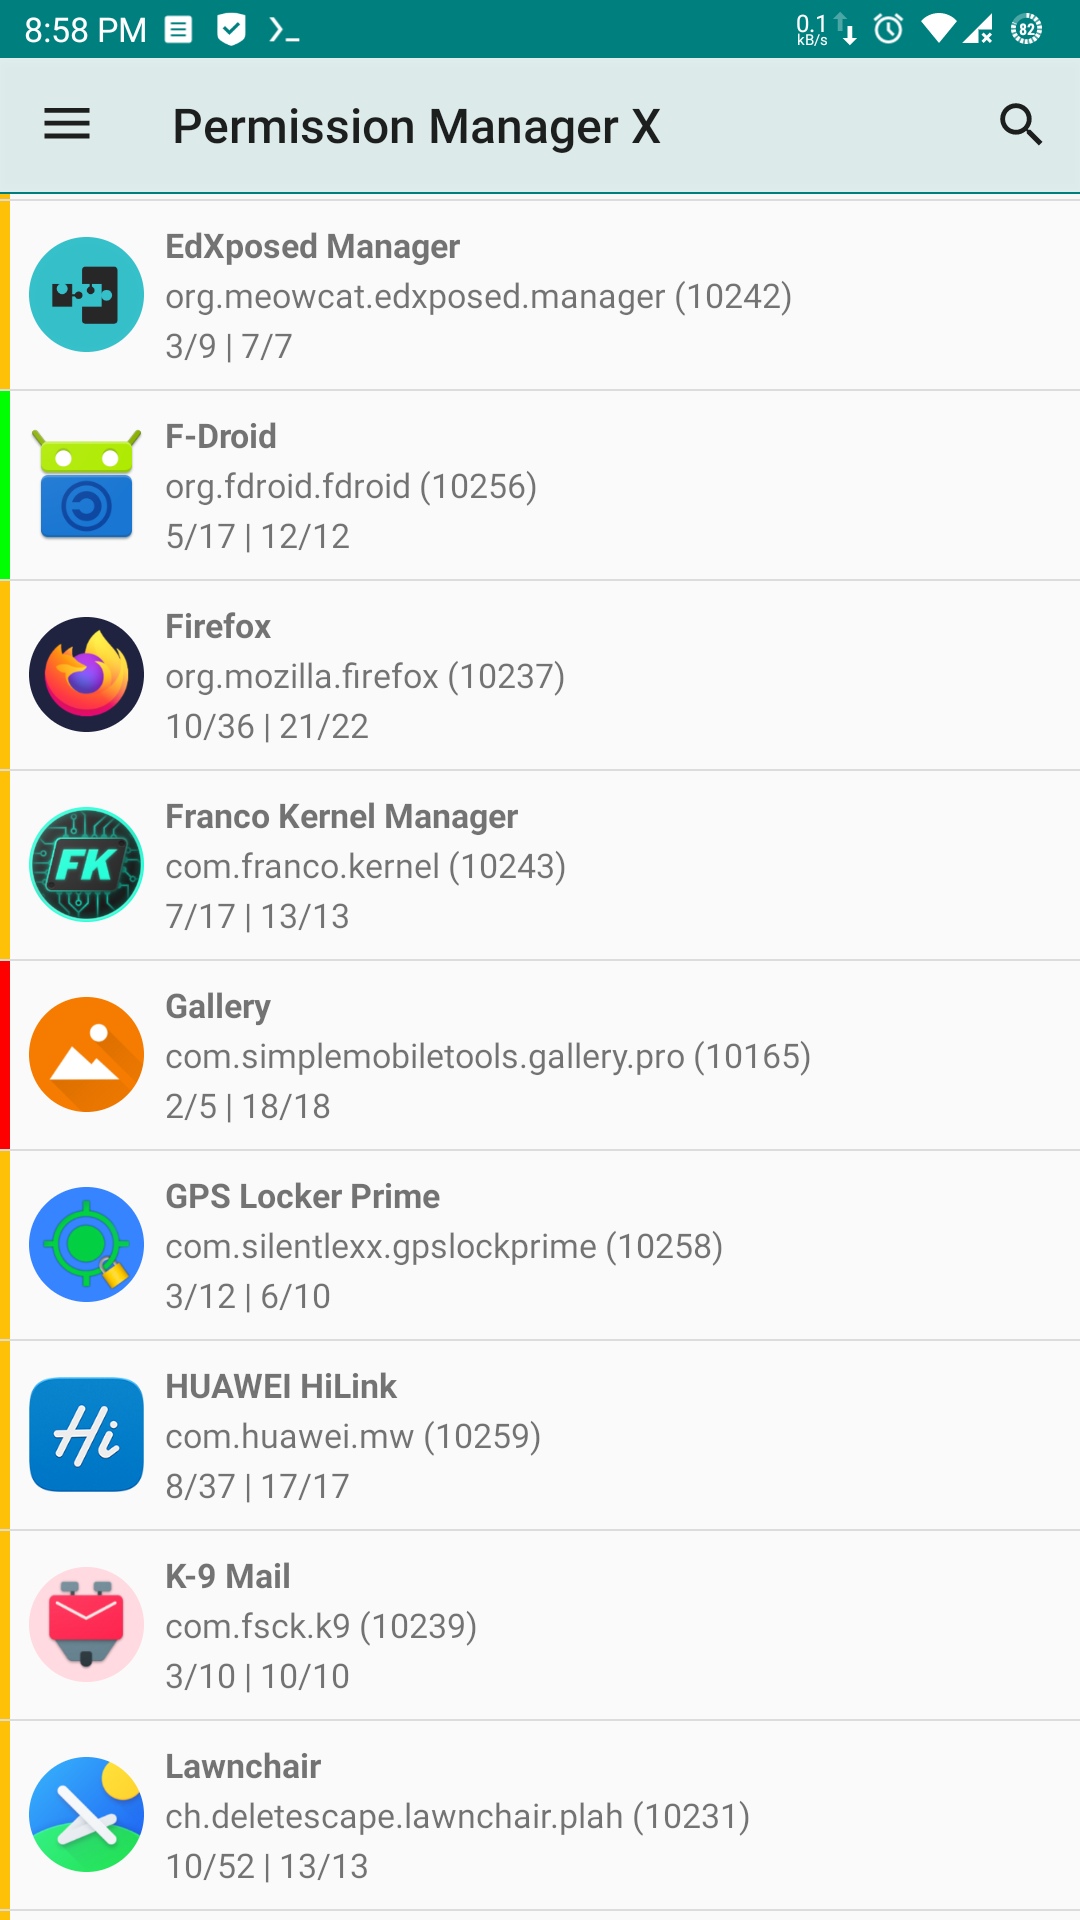 8:58 PM
0.1
kB/s
82
Permission Manager X
EdXposed Manager
org.meowcat.edxposed.manager (10242)
3/9 | 7/7
F-Droid
org.fdroid.fdroid (10256)
5/17 | 12/12
Firefox
org.mozilla.firefox (10237)
10/36 | 21/22
FK
Franco Kernel Manager
com.franco.kernel (10243)
7/17 | 13/13
Gallery
com.simplemobiletools.gallery.pro (10165)
2/5 | 18/18
GPS Locker Prime
com.silentlexx.gpslockprime (10258)
3/12 | 6/10
Hi
HUAWEI HiLink
com.huawei.mw (10259)
8/37 | 17/17
K-9 Mail
com.fsck.k9 (10239)
3/10 | 10/10
Lawnchair
ch.deletescape.lawnchair.plah (10231)
10/52 | 13/13